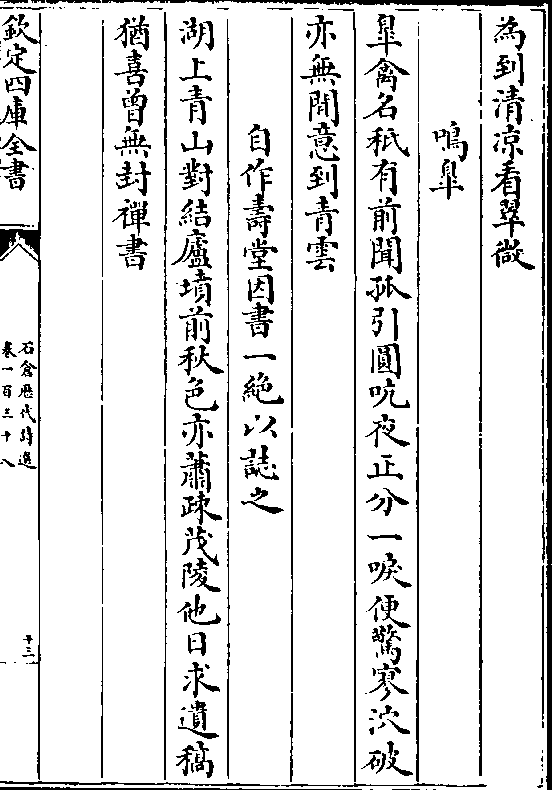 為到清凉看翠微
鳴臯
臯禽名秪有前聞孤引圓吭夜正分一唳便驚寥泬破
亦無閒意到青雲
自作壽堂因書一絶以誌之
湖上青山對結廬墳前秋色亦蕭疎茂陵他日求遺稿
猶喜曾無封禪書
欽定四庫全書
石倉歷代詩選
卷一百三十八
十三